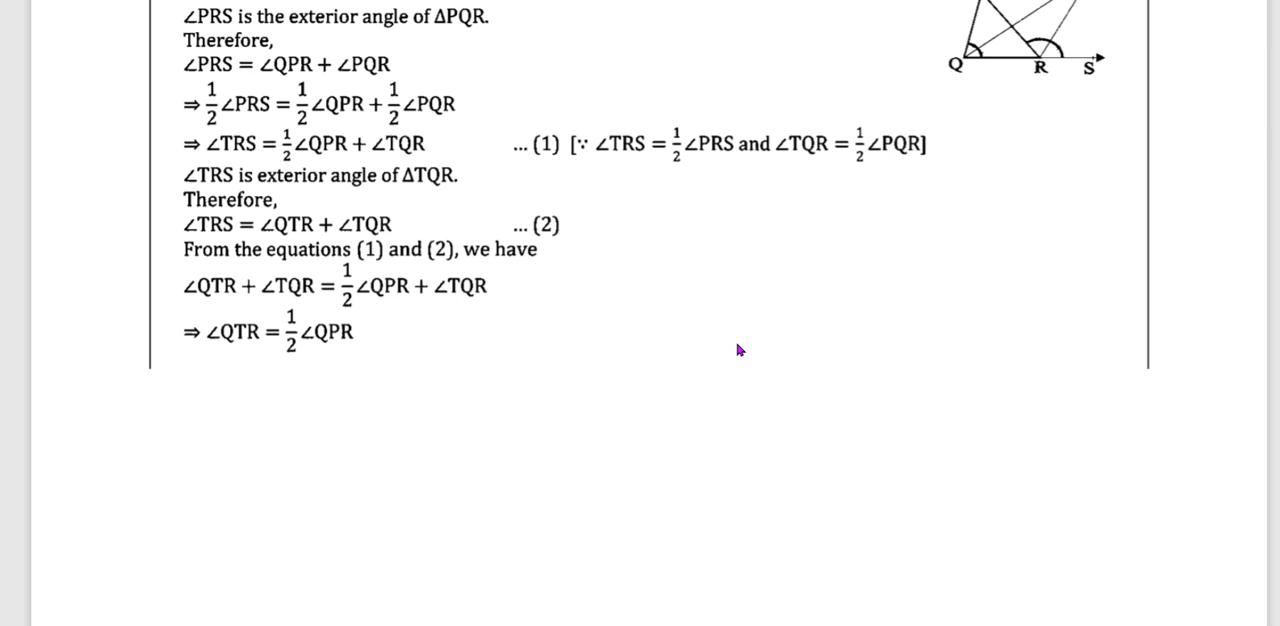 ∠PRS is the exterior angle of ΔPQR.
Therefore,
∠PRS = ∠QPR + ∠PQR
⇒ 1/2 ∠PRS = 1/2 ∠QPR + 1/2 ∠PQR
⇒ ∠TRS = 1/2 ∠QPR + ∠TQR ... (1) [∵ ∠TRS = 1/2 ∠PRS and ∠TQR = 1/2 ∠PQR]
∠TRS is exterior angle of ΔTQR.
Therefore,
∠TRS = ∠QTR + ∠TQR ... (2)
From the equations (1) and (2), we have
∠QTR + ∠TQR = 1/2 ∠QPR + ∠TQR
⇒ ∠QTR = 1/2 ∠QPR
Q R S